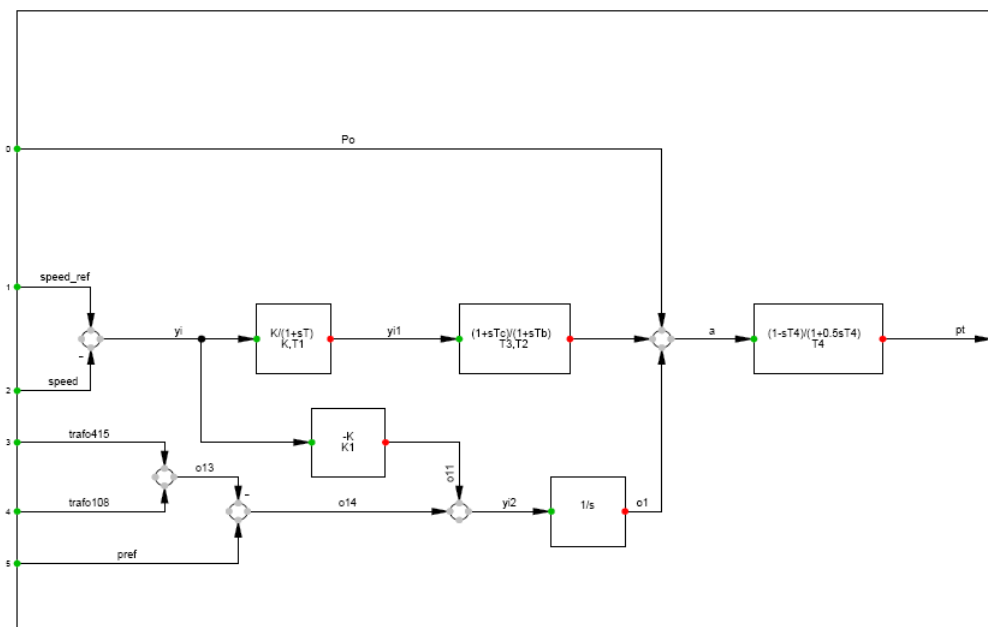 Po
0
speed_ref
1
yi
K/(1+sT)
K,T1
yi1
(1+sTc)/(1+sTb)
T3,T2
a
(1-sT4)/(1+0.5sT4)
T4
pt
-
speed
2
trafo415
3
-K
K1
o13
o11
-
trafo108
4
o14
yi2
1/s
o1
pref
5